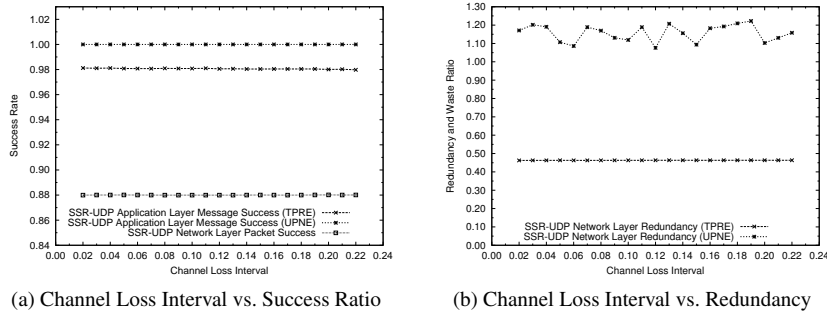 1.02
1.00
0.98
0.96
0.94
0.92
0.90
0.88
0.86
0.84
Success Rate
SSR-UDP Application Layer Message Success (TPRE)
SSR-UDP Application Layer Message Success (UPNE)
SSR-UDP Network Layer Packet Success
0.00 0.02 0.04 0.06 0.08 0.10 0.12 0.14 0.16 0.18 0.20 0.22 0.24
Channel Loss Interval
(a) Channel Loss Interval vs. Success Ratio
1.30
1.20
1.10
1.00
0.90
0.80
0.70
0.60
0.50
0.40
0.30
0.20
0.10
0.00
Redundancy and Waste Ratio
SSR-UDP Network Layer Redundancy (TPRE)
SSR-UDP Network Layer Redundancy (UPNE)
0.00 0.02 0.04 0.06 0.08 0.10 0.12 0.14 0.16 0.18 0.20 0.22 0.24
Channel Loss Interval
(b) Channel Loss Interval vs. Redundancy